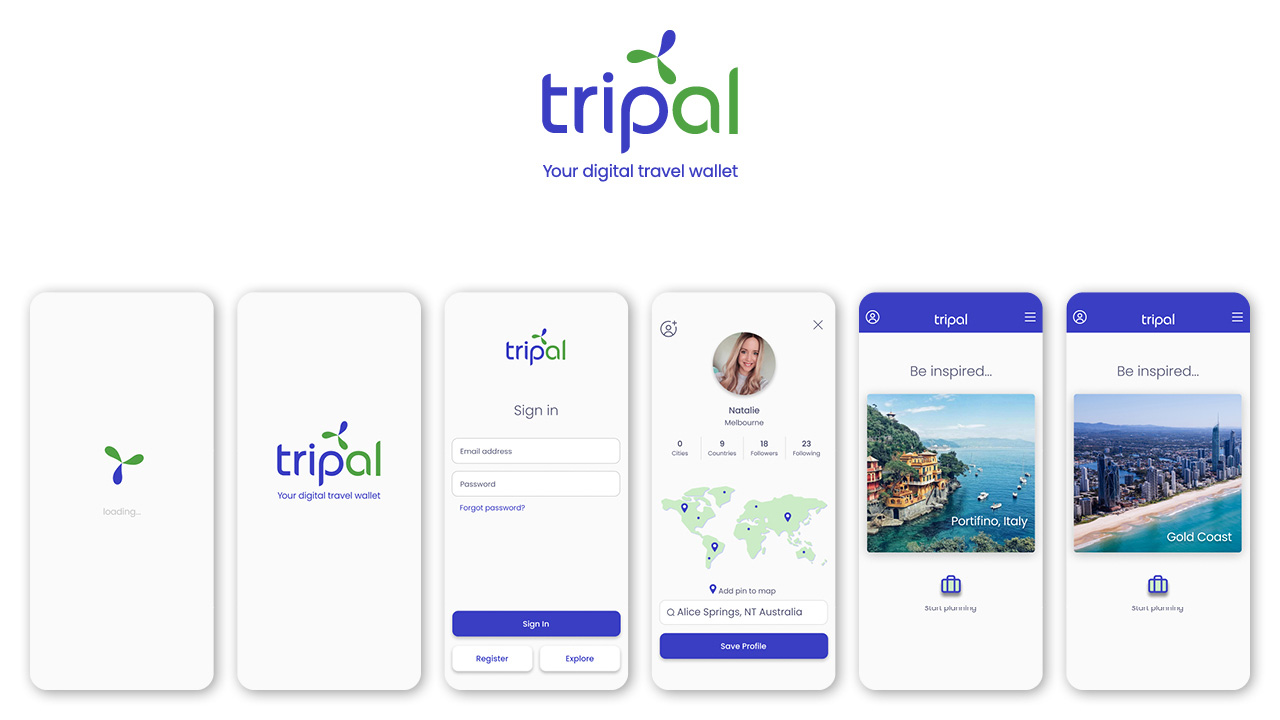 tripal
Your digital travel wallet
loading...
tripal
Your digital travel wallet
tripal
Sign in
Email address
Password
Forgot password?
Sign In
Register
Explore
Natalie
Melbourne
0
Cities
9
Countries
18
Followers
23
Following
Add pin to map
Alice Springs, NT Australia
Save Profile
tripal
Be inspired...
Portifino, Italy
Start planning
tripal
Be inspired...
Gold Coast
Start planning